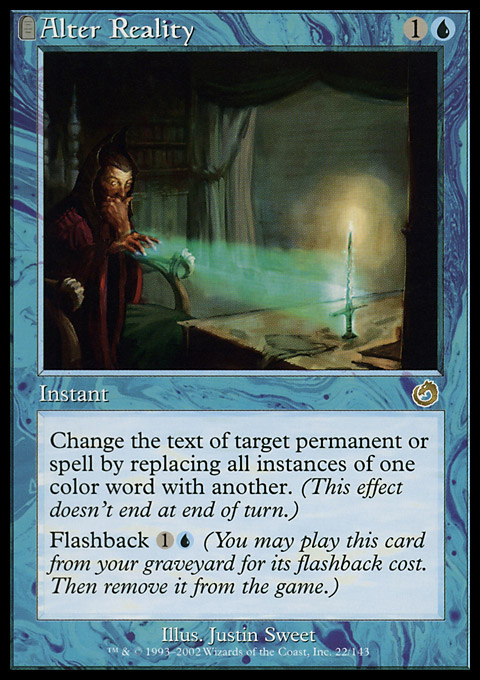 Alter Reality 1
Instant
Change the text of target permanent or
spell by replacing all instances of one
color word with another. (This effect
doesn't end at end of turn.)
Flashback 1 (You may play this card
from your graveyard for its flashback cost.
Then remove it from the game.)
Illus. Justin Sweet
™ & © 1993–2002 Wizards of the Coast, Inc. 22/143